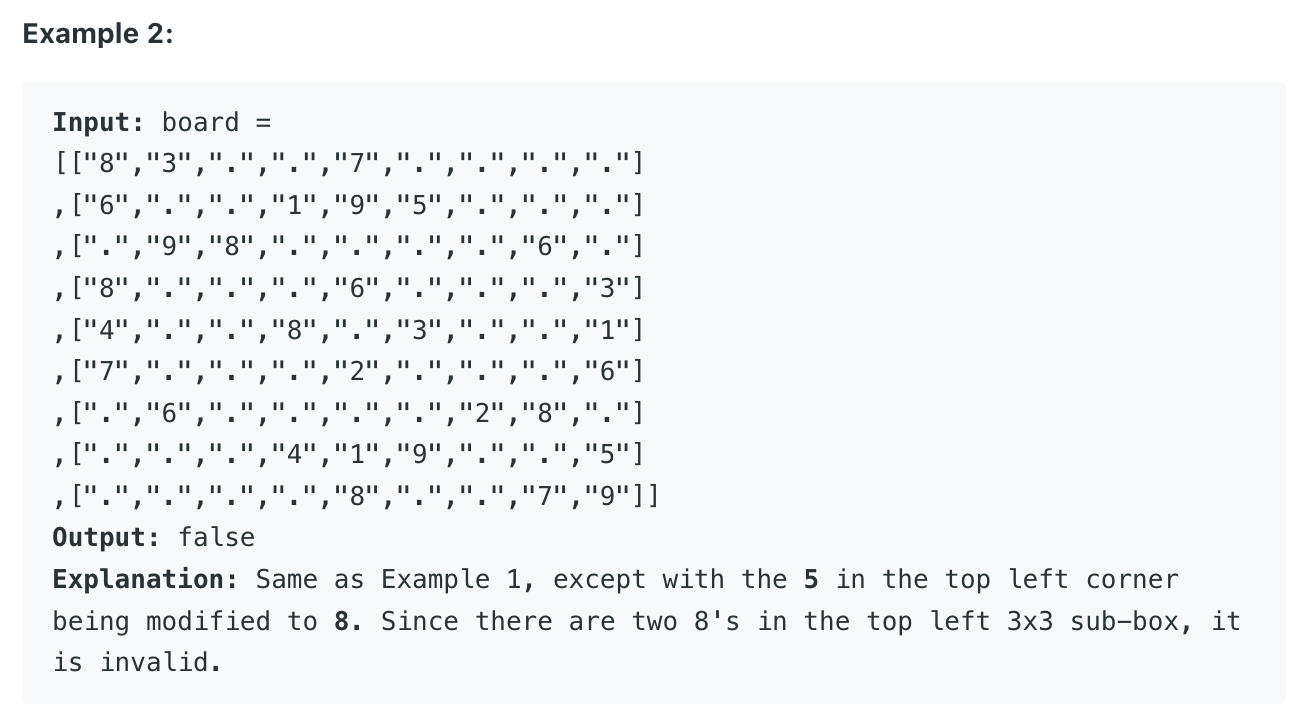 Example 2:
Input: board =
[["8","3",".",".","7",".",".",".","."]
,["6",".",".","1","9","5",".",".","."]
,[".","9","8",".",".",".",".","6","."]
,["8",".",".",".","6",".",".",".","3"]
,["4",".",".","8",".","3",".",".","1"]
,["7",".",".",".","2",".",".",".","6"]
,[".","6",".",".",".",".","2","8","."]
,[".",".",".","4","1","9",".",".","5"]
,[".",".",".",".","8",".",".","7","9"]]
Output: false
Explanation: Same as Example 1, except with the 5 in the top left corner
being modified to 8. Since there are two 8's in the top left 3x3 sub-box, it
is invalid.